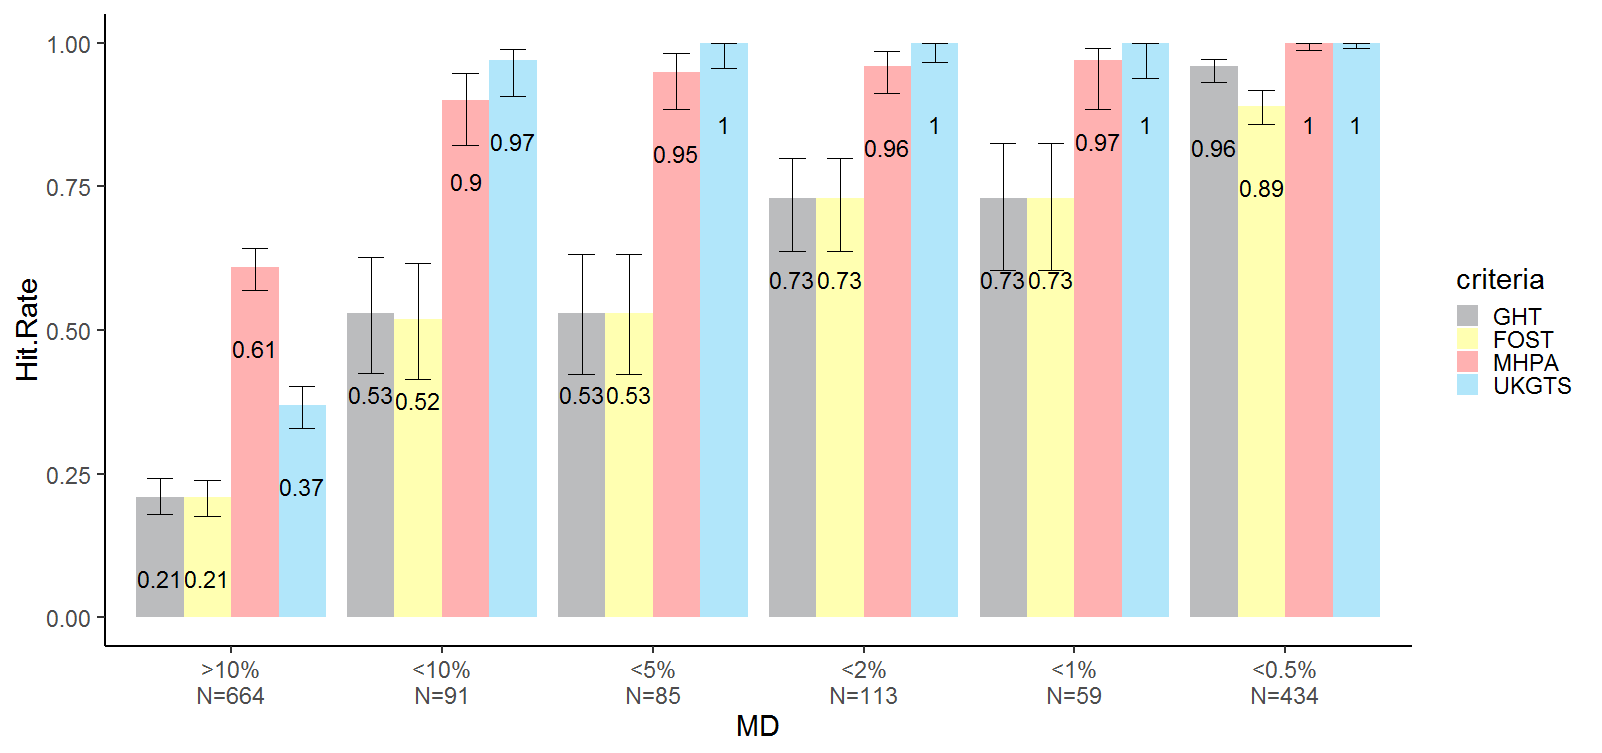 1.00
0.75
0.50
0.25
0.00
Hit.Rate
0.21
0.21
0.61
0.37
0.53
0.52
0.9
0.97
0.53
0.53
0.95
1
0.73
0.73
0.96
1
0.73
0.73
0.97
1
0.96
0.89
1
1
>10%
N=664
<10%
N=91
<5%
N=85
<2%
N=113
<1%
N=59
<0.5%
N=434
MD
criteria
GHT
FOST
MHPA
UKGTS